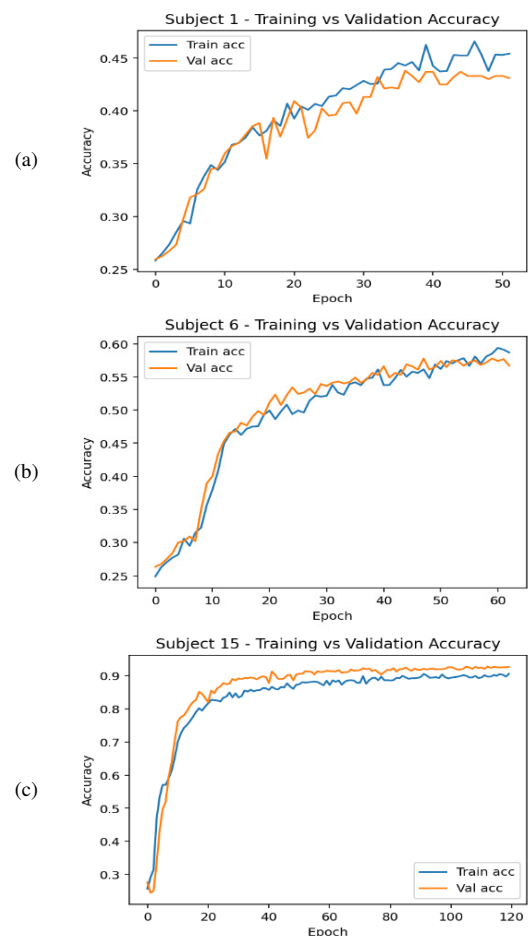 Subject 1 - Training vs Validation Accuracy
Train acc
Val acc
0.45
0.40
0.35
0.30
0.25
Accuracy
(a)
0 10 20 30 40 50
Epoch
Subject 6 - Training vs Validation Accuracy
Train acc
Val acc
0.60
0.55
0.50
0.45
0.40
0.35
0.30
0.25
Accuracy
(b)
0 10 20 30 40 50 60
Epoch
Subject 15 - Training vs Validation Accuracy
0.9
0.8
0.7
0.6
0.5
0.4
0.3
Accuracy
(c)
Train acc
Val acc
0 20 40 60 80 100 120
Epoch